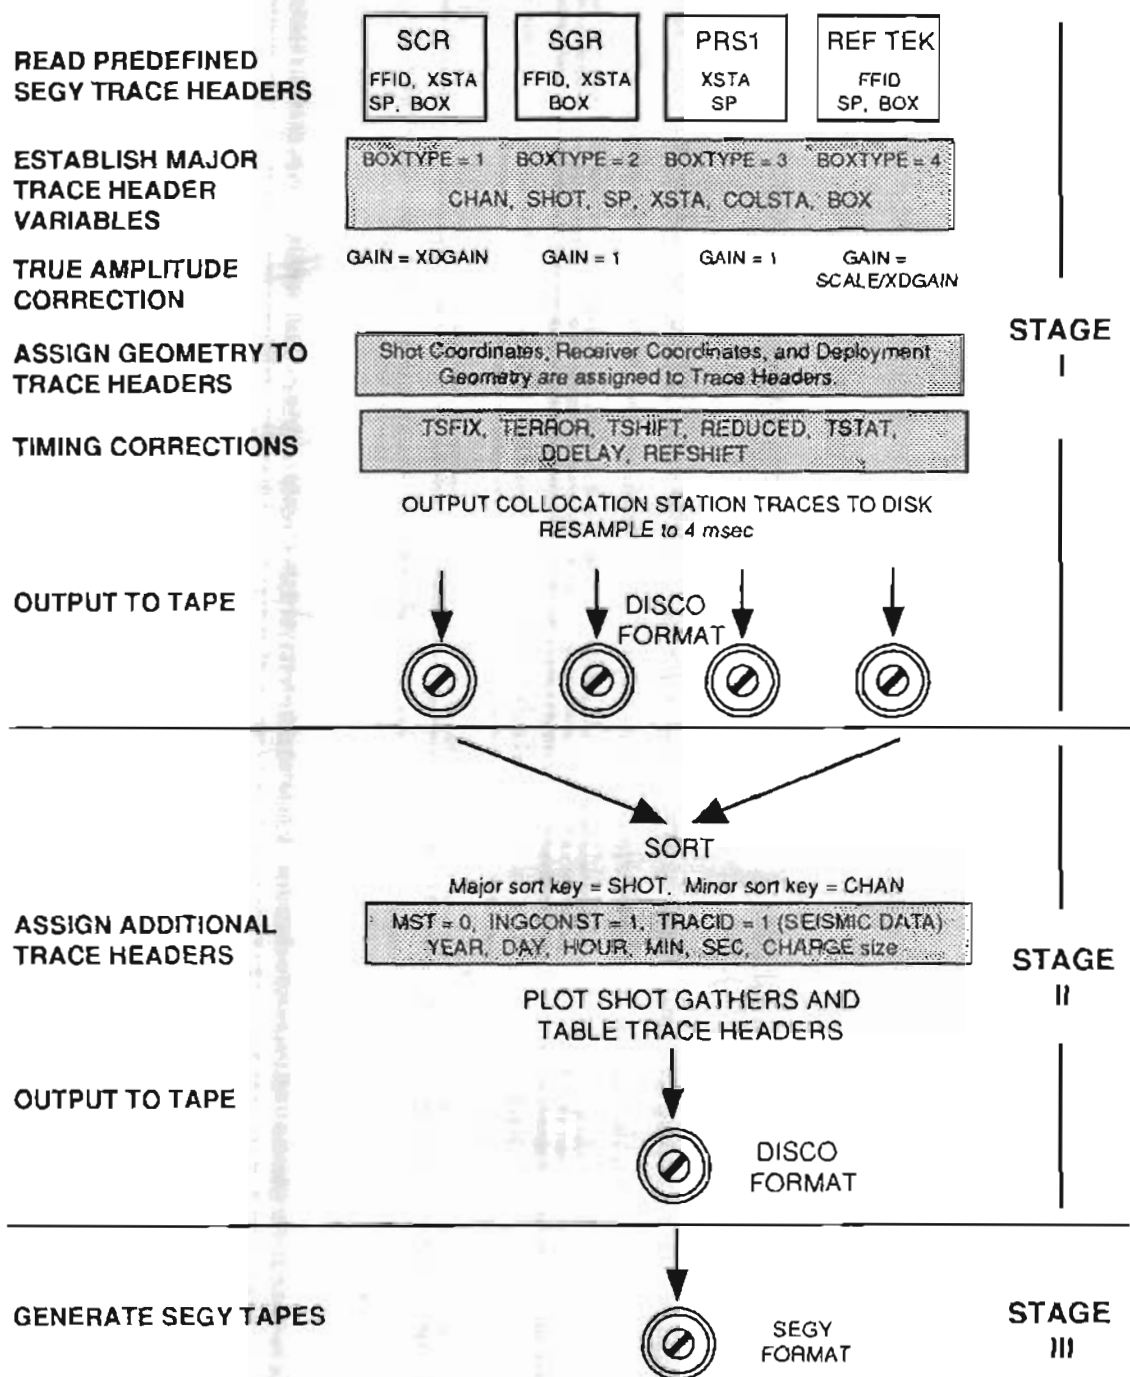 READ PREDEFINED
SEGY TRACE HEADERS
SCR
FFID, XSTA
SP, BOX
SGR
FFID, XSTA
BOX
PRS1
XSTA
SP
REF TEK
FFID
SP, BOX
ESTABLISH MAJOR
TRACE HEADER
VARIABLES
BOXTYPE = 1 BOXTYPE = 2 BOXTYPE = 3 BOXTYPE = 4
CHAN, SHOT, SP, XSTA, COLSTA, BOX
TRUE AMPLITUDE
CORRECTION
GAIN = XDGAIN
GAIN = 1
GAIN = 1
GAIN =
SCALE/XDGAIN
STAGE
I
ASSIGN GEOMETRY TO
TRACE HEADERS
Shot Coordinates, Receiver Coordinates, and Deployment
Geometry are assigned to Trace Headers.
TIMING CORRECTIONS
TSFIX, TERROR, TSHIFT, REDUCED, TSTAT,
DDELAY, REFSHIFT
OUTPUT COLLOCATION STATION TRACES TO DISK
RESAMPLE to 4 msec
OUTPUT TO TAPE
DISCO
FORMAT
SORT
Major sort key = SHOT, Minor sort key = CHAN
ASSIGN ADDITIONAL
TRACE HEADERS
MST = 0, INGCONST = 1, TRACID = 1 (SEISMIC DATA)
YEAR, DAY, HOUR, MIN, SEC, CHARGE size
STAGE
II
PLOT SHOT GATHERS AND
TABLE TRACE HEADERS
OUTPUT TO TAPE
DISCO
FORMAT
GENERATE SEGY TAPES
SEGY
FORMAT
STAGE
III